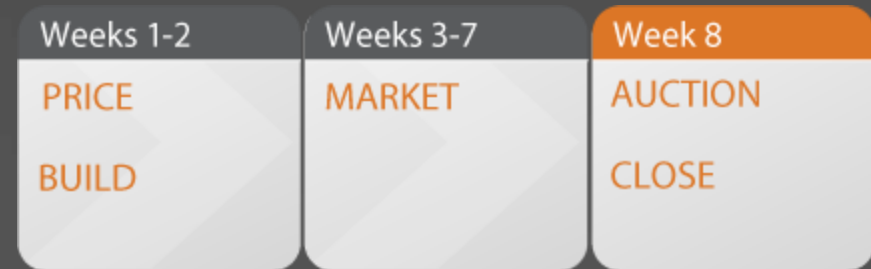 Weeks 1-2
PRICE
BUILD
Weeks 3-7
MARKET
Week 8
AUCTION
CLOSE